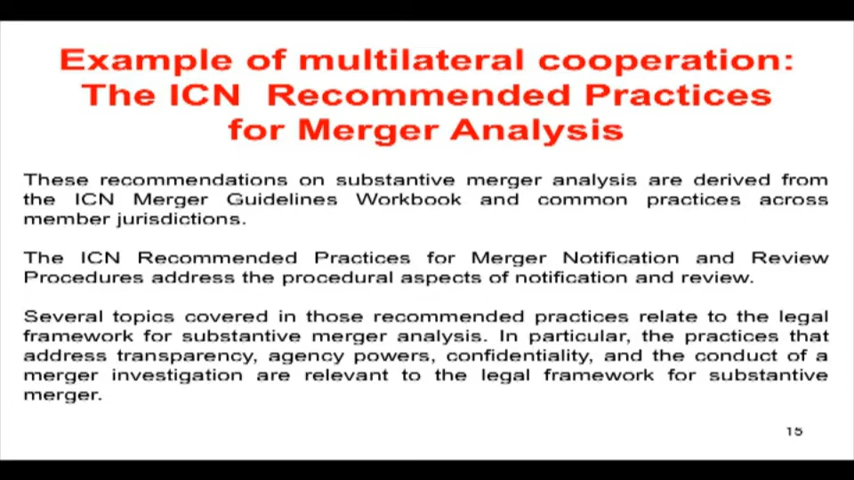 Example of multilateral cooperation:
The ICN Recommended Practices
for Merger Analysis
These recommendations on substantive merger analysis are derived from
the ICN Merger Guidelines Workbook and common practices across
member jurisdictions.
The ICN Recommended Practices for Merger Notification and Review
Procedures address the procedural aspects of notification and review.
Several topics covered in those recommended practices relate to the legal
framework for substantive merger analysis. In particular, the practices that
address transparency, agency powers, confidentiality, and the conduct of a
merger investigation are relevant to the legal framework for substantive
merger.
15